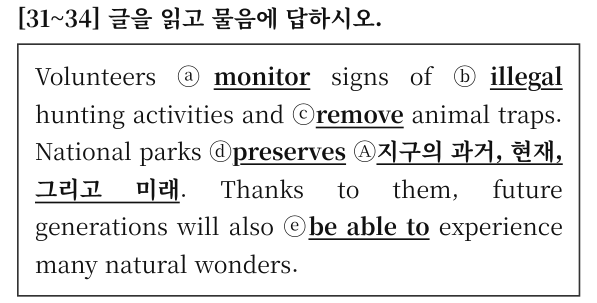 [31~34] 글을 읽고 물음에 답하시오.
Volunteers ⓐ monitor signs of ⓑ illegal
hunting activities and ⓒremove animal traps.
National parks ⓓpreserves Ⓐ지구의 과거, 현재,
그리고 미래. Thanks to them, future
generations will also ⓔbe able to experience
many natural wonders.